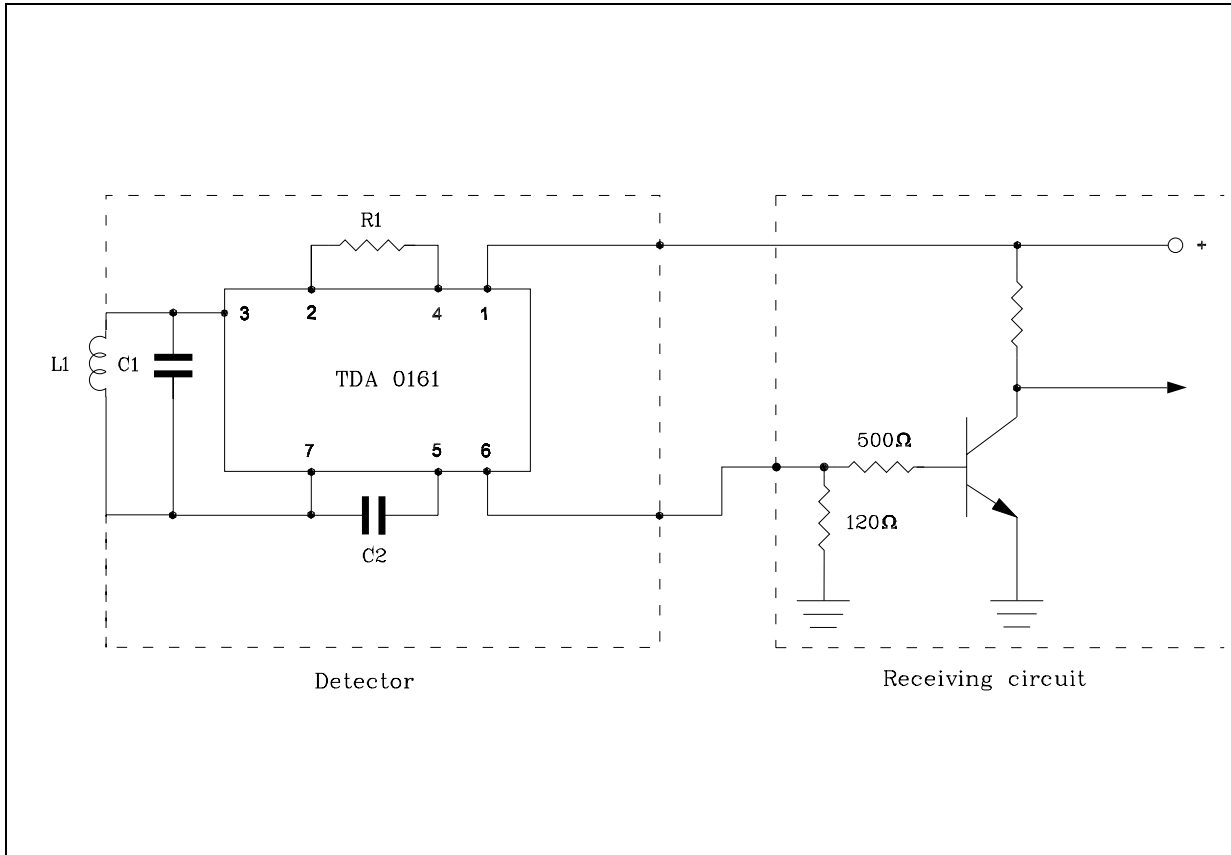 R1
+
3
2
4
1
L1
C1
TDA 0161
7
5
6
500Ω
120Ω
C2
Detector
Receiving circuit